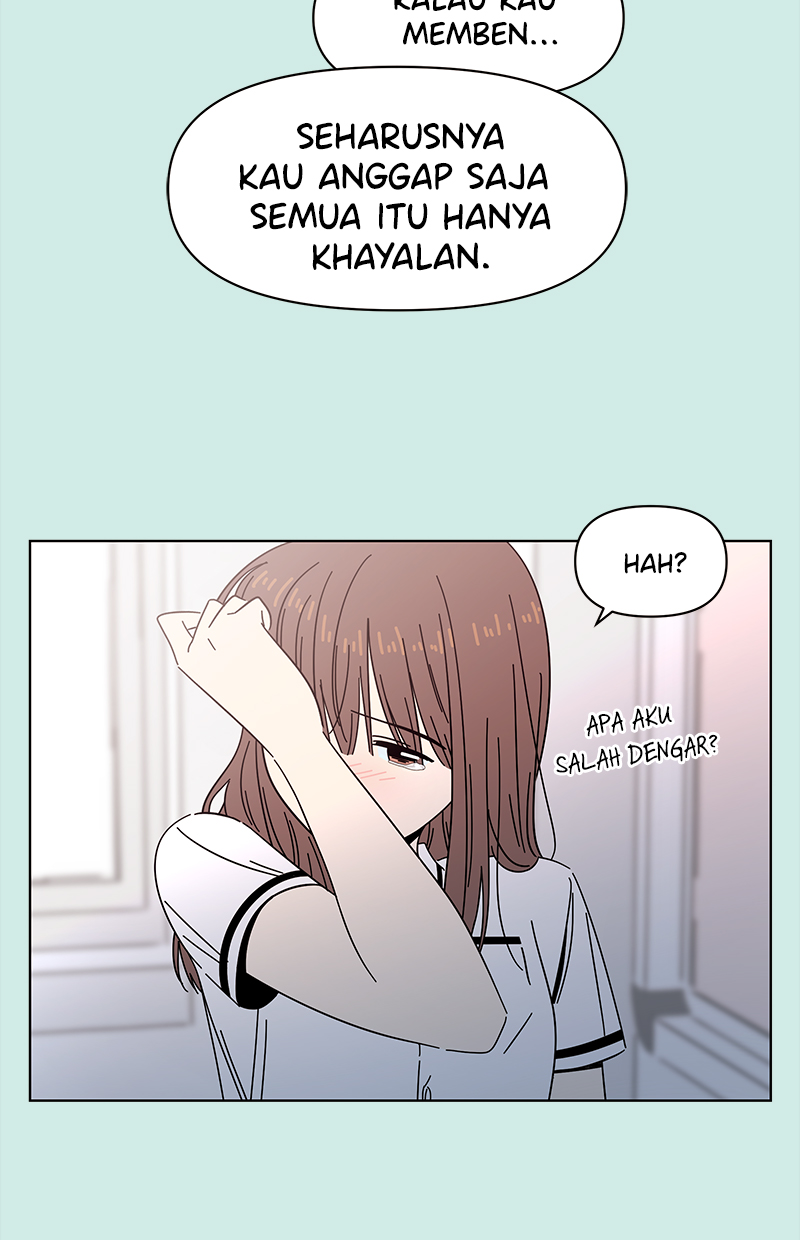 KALAU KAU
MEMBEN...
SEHARUSNYA
KAU ANGGAP SAJA
SEMUA ITU HANYA
KHAYALAN.
HAH?
APA AKU
SALAH DENGAR?